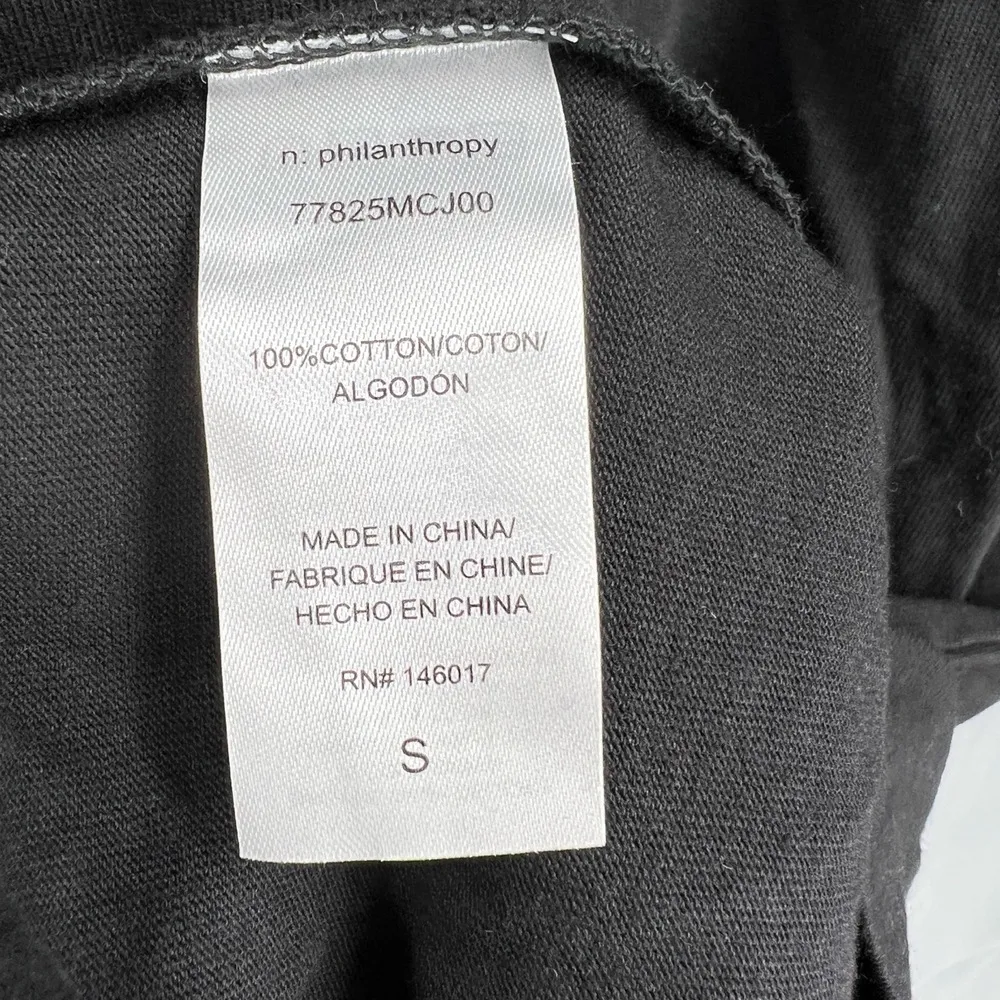 n: philanthropy
77825MCJ00
100%COTTON/COTON/
ALGODÓN
MADE IN CHINA/
FABRIQUE EN CHINE/
HECHO EN CHINA
RN# 146017
S